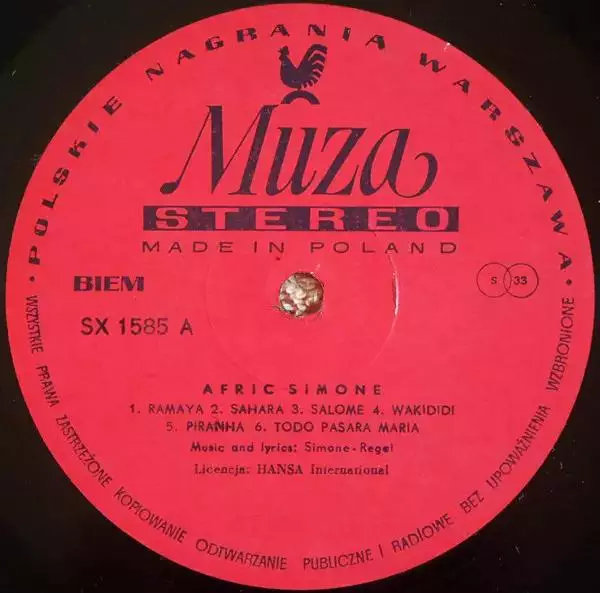 • POLSKIE NAGRANIA WARSZAWA •
Muza
STEREO
MADE IN POLAND
BIEM
S 33
SX 1585 A
AFRIC SIMONE
1. RAMAYA 2. SAHARA 3. SALOME 4. WAKIDIDI
5. PIRANHA 6. TODO PASARA MARIA
Music and lyrics: Simone-Regel
Licencja: HANSA International
WSZYSTKIE PRAWA ZASTRZEŻONE KOPIOWANIE ODTWARZANIE PUBLICZNE I RADIOWE BEZ UPOWAŻNIENIA WZBRONIONE